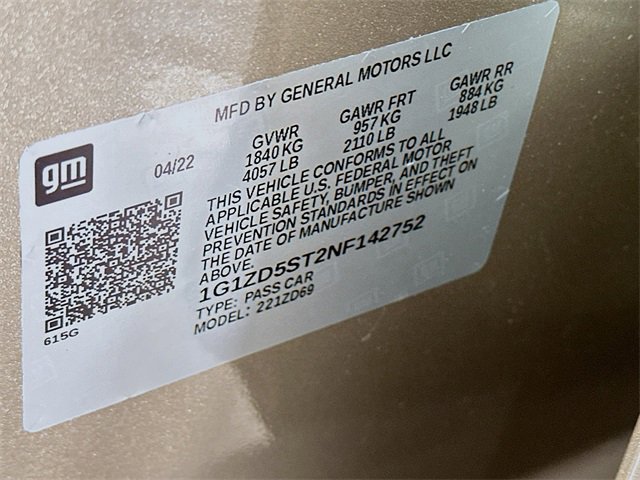 MFD BY GENERAL MOTORS LLC
gm
04/22
GVWR
1840 KG
4057 LB
GAWR FRT
957 KG
2110 LB
GAWR RR
884 KG
1948 LB
THIS VEHICLE CONFORMS TO ALL
APPLICABLE U.S. FEDERAL MOTOR
VEHICLE SAFETY, BUMPER, AND THEFT
PREVENTION STANDARDS IN EFFECT ON
THE DATE OF MANUFACTURE SHOWN
ABOVE.
1G1ZD5ST2NF142752
TYPE: PASS CAR
MODEL: 221ZD69
615G